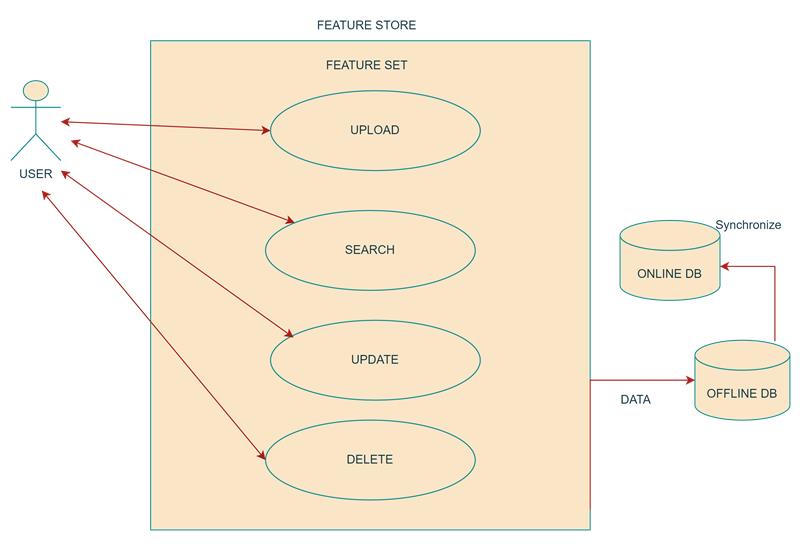 FEATURE STORE
FEATURE SET
UPLOAD
USER
SEARCH
Synchronize
ONLINE DB
UPDATE
OFFLINE DB
DATA
DELETE